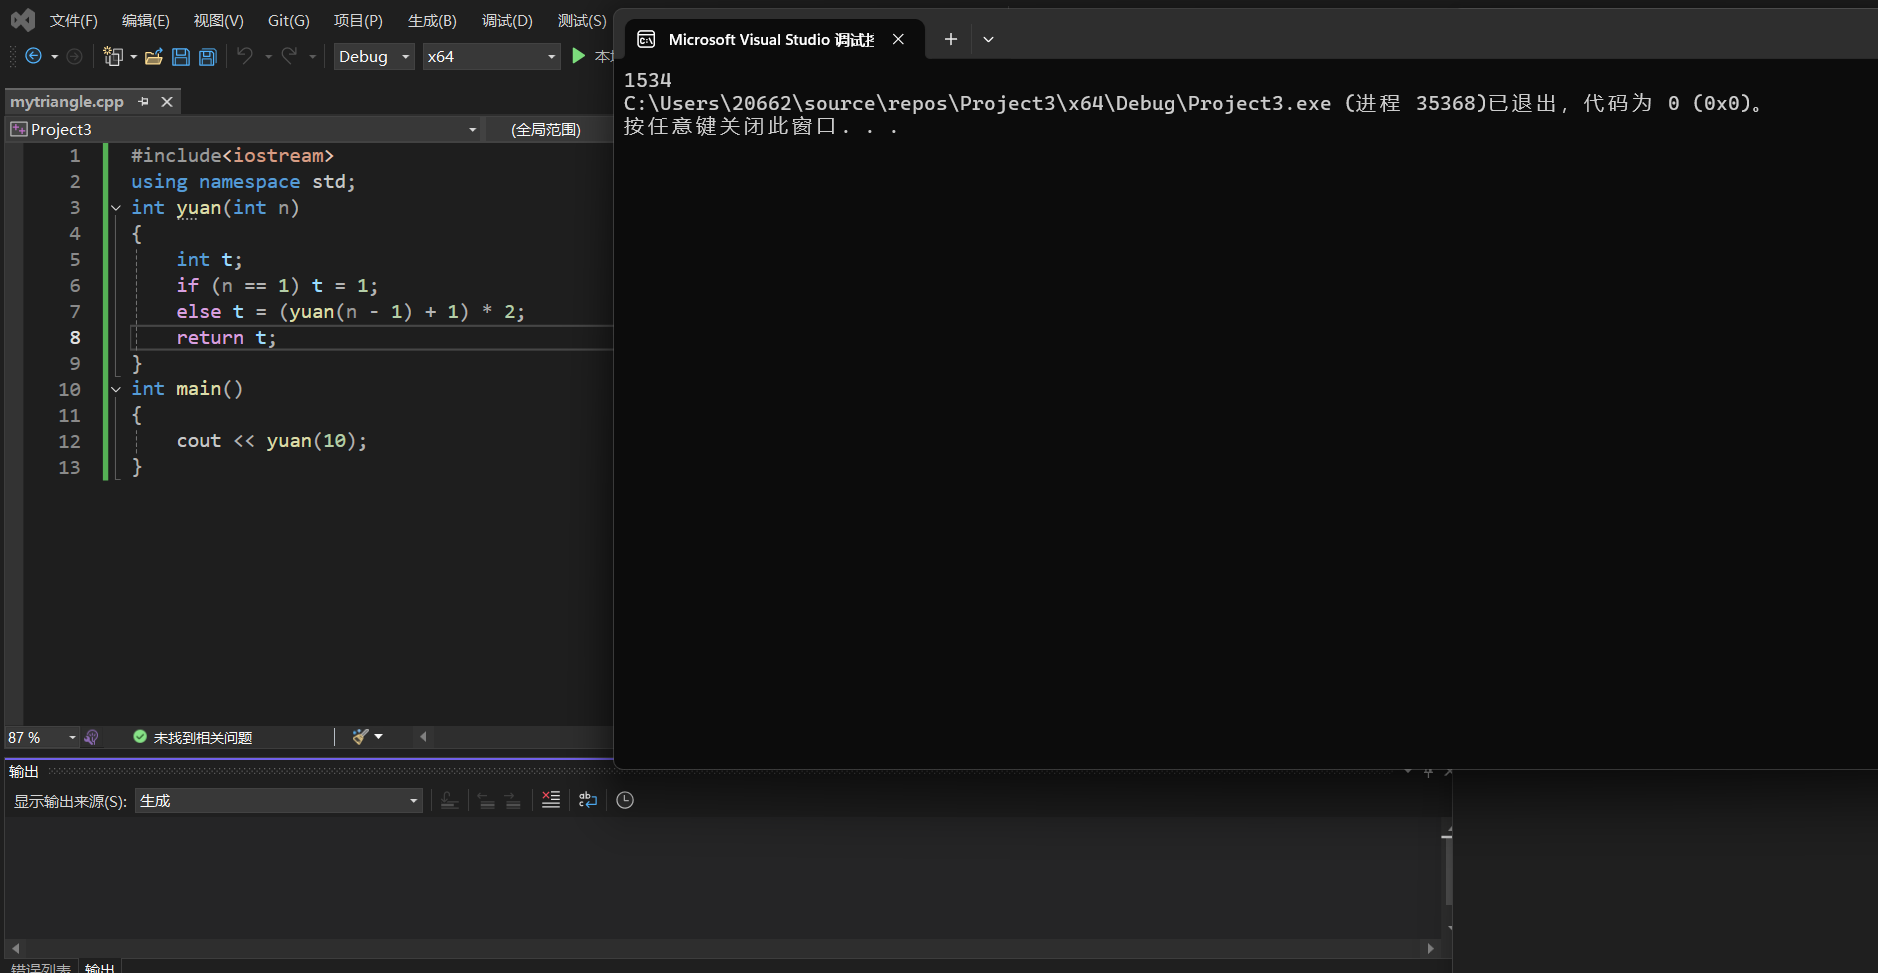 文件(F) 编辑(E) 视图(V) Git(G) 项目(P) 生成(B) 调试(D) 测试(S)
Debug x64
mytriangle.cpp
Project3 (全局范围)
1 #include<iostream>
2 using namespace std;
3 int yuan(int n)
4 {
5 int t;
6 if (n == 1) t = 1;
7 else t = (yuan(n - 1) + 1) * 2;
8 return t;
9 }
10 int main()
11 {
12 cout << yuan(10);
13 }
87 % 未找到相关问题
输出
显示输出来源(S): 生成
错误列表 输出
Microsoft Visual Studio 调试
1534
C:\Users\20662\source\repos\Project3\x64\Debug\Project3.exe (进程 35368)已退出，代码为 0 (0x0)。
按任意键关闭此窗口. . .